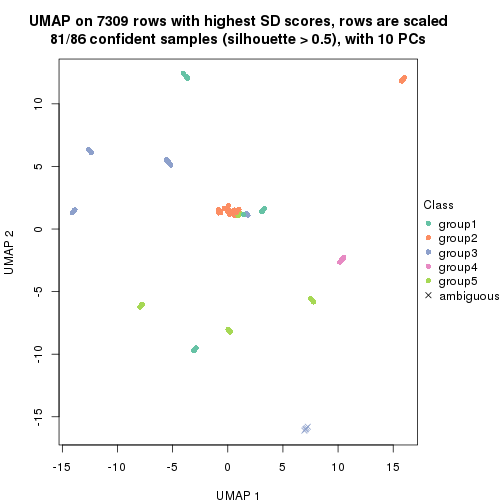 UMAP on 7309 rows with highest SD scores, rows are scaled
81/86 confident samples (silhouette > 0.5), with 10 PCs
10
5
0
-5
-10
-15
UMAP 2
-15
-10
-5
0
5
10
15
UMAP 1
Class
group1
group2
group3
group4
group5
ambiguous